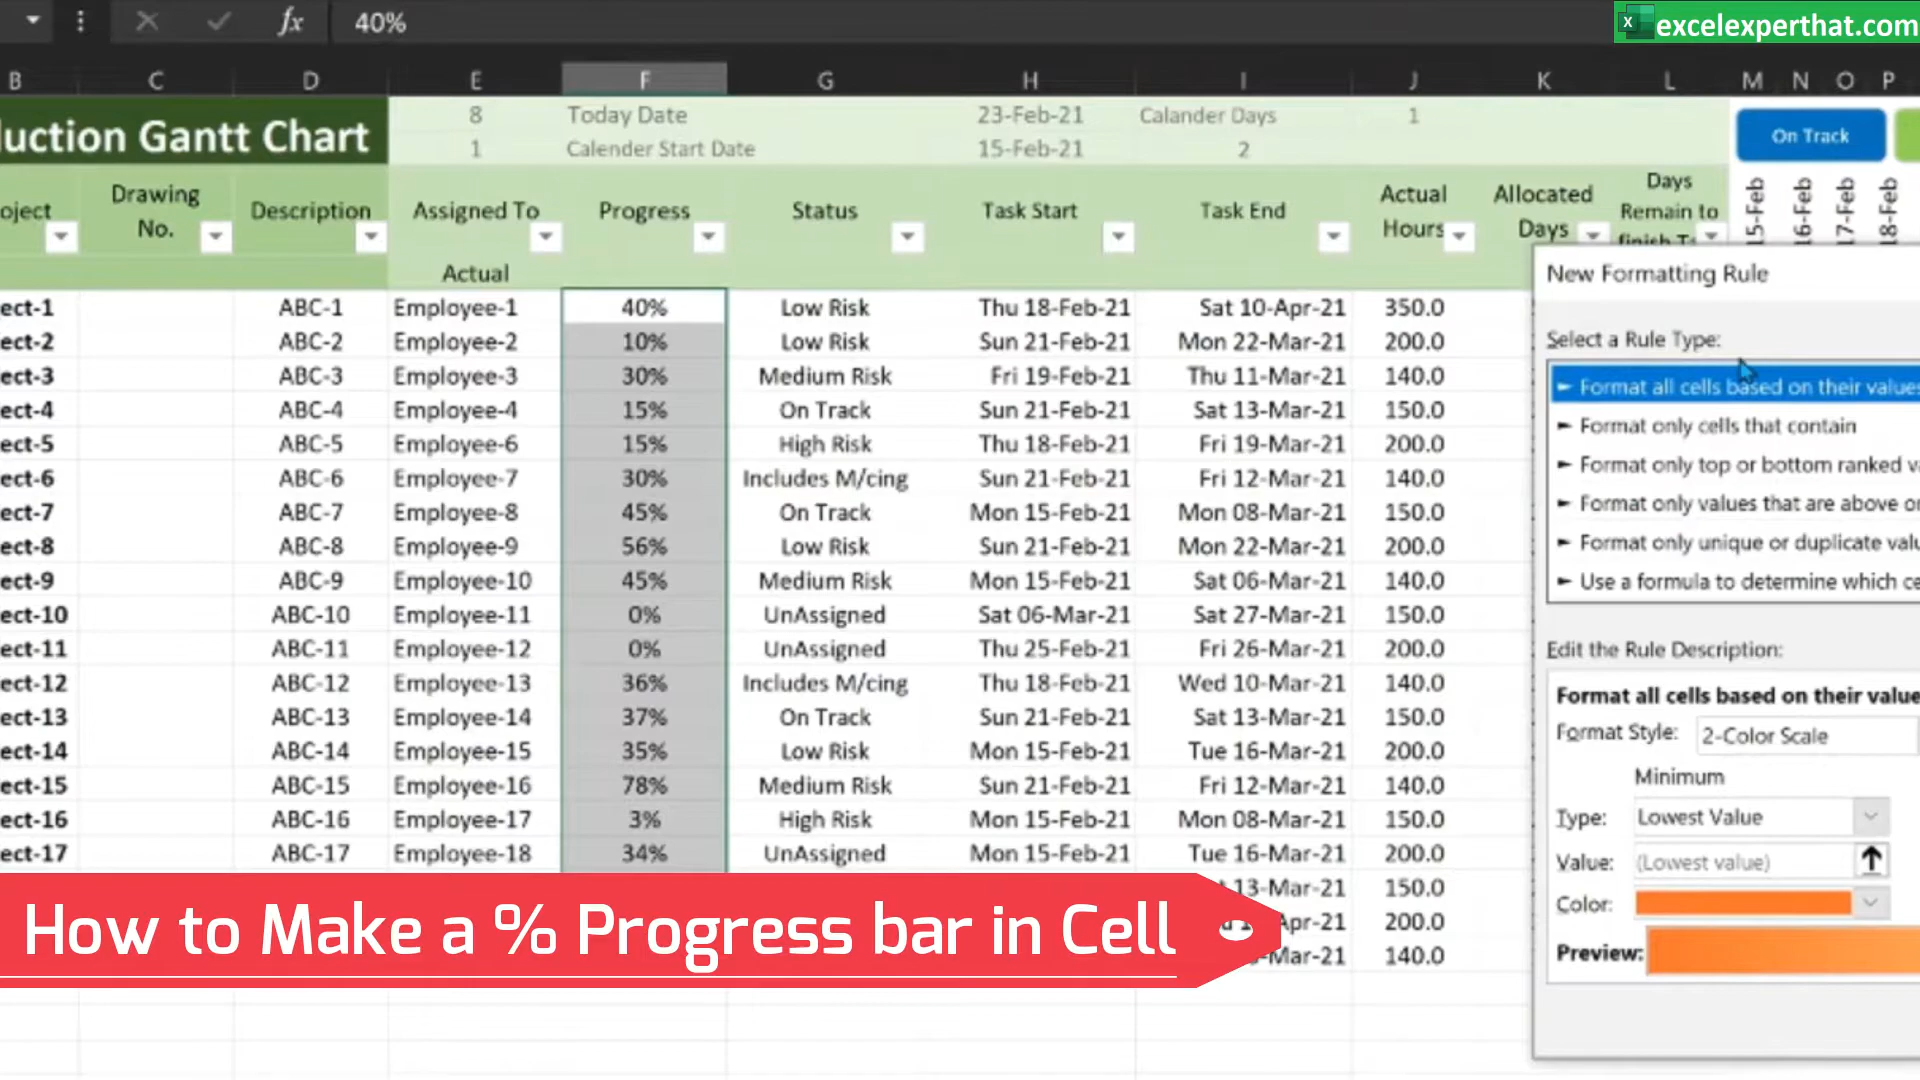 40%
excelexperthat.com
B C D E F G H I J K L M N O P
uction Gantt Chart
8 Today Date 23-Feb-21 Calander Days 1
1 Calender Start Date 15-Feb-21 2
On Track
oject Drawing No. Description Assigned To Progress Status Task Start Task End Actual Hours Allocated Days Days Remain to 15-Feb 16-Feb 17-Feb 18-Feb
Actual
ect-1 ABC-1 Employee-1 40% Low Risk Thu 18-Feb-21 Sat 10-Apr-21 350.0
ect-2 ABC-2 Employee-2 10% Low Risk Sun 21-Feb-21 Mon 22-Mar-21 200.0
ect-3 ABC-3 Employee-3 30% Medium Risk Fri 19-Feb-21 Thu 11-Mar-21 140.0
ect-4 ABC-4 Employee-4 15% On Track Sun 21-Feb-21 Sat 13-Mar-21 150.0
ect-5 ABC-5 Employee-6 15% High Risk Thu 18-Feb-21 Fri 19-Mar-21 200.0
ect-6 ABC-6 Employee-7 30% Includes M/cing Sun 21-Feb-21 Fri 12-Mar-21 140.0
ect-7 ABC-7 Employee-8 45% On Track Mon 15-Feb-21 Mon 08-Mar-21 150.0
ect-8 ABC-8 Employee-9 56% Low Risk Sun 21-Feb-21 Mon 22-Mar-21 200.0
ect-9 ABC-9 Employee-10 45% Medium Risk Mon 15-Feb-21 Sat 06-Mar-21 140.0
ect-10 ABC-10 Employee-11 0% UnAssigned Sat 06-Mar-21 Sat 27-Mar-21 150.0
ect-11 ABC-11 Employee-12 0% UnAssigned Thu 25-Feb-21 Fri 26-Mar-21 200.0
ect-12 ABC-12 Employee-13 36% Includes M/cing Thu 18-Feb-21 Wed 10-Mar-21 140.0
ect-13 ABC-13 Employee-14 37% On Track Sun 21-Feb-21 Sat 13-Mar-21 150.0
ect-14 ABC-14 Employee-15 35% Low Risk Mon 15-Feb-21 Tue 16-Mar-21 200.0
ect-15 ABC-15 Employee-16 78% Medium Risk Sun 21-Feb-21 Fri 12-Mar-21 140.0
ect-16 ABC-16 Employee-17 3% High Risk Mon 15-Feb-21 Mon 08-Mar-21 150.0
ect-17 ABC-17 Employee-18 34% UnAssigned Mon 15-Feb-21 Tue 16-Mar-21 200.0
13-Mar-21 150.0
Apr-21 200.0
-Mar-21 140.0
How to Make a % Progress bar in Cell
New Formatting Rule
Select a Rule Type:
► Format all cells based on their values
► Format only cells that contain
► Format only top or bottom ranked v
► Format only values that are above o
► Format only unique or duplicate valu
► Use a formula to determine which ce
Edit the Rule Description:
Format all cells based on their value
Format Style: 2-Color Scale
Minimum
Type: Lowest Value
Value: (Lowest value)
Color:
Preview: